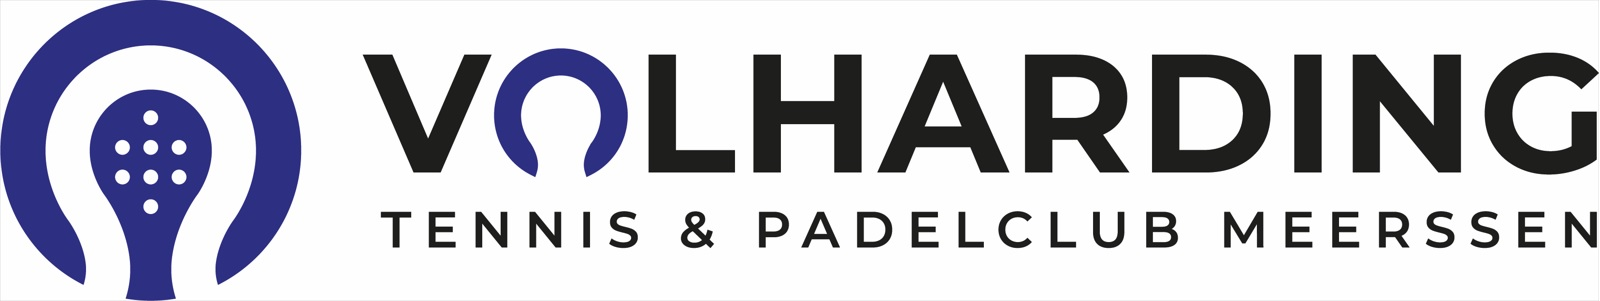 VOLHARDING
TENNIS & PADELCLUB MEERSSEN